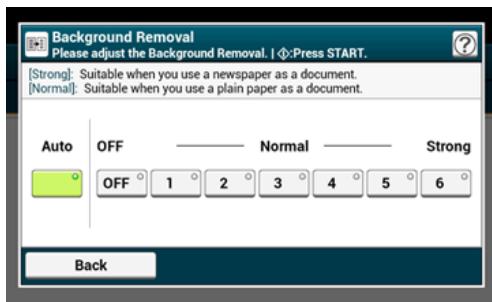 Background Removal
Please adjust the Background Removal. | :Press START.
[Strong]: Suitable when you use a newspaper as a document.
[Normal]: Suitable when you use a plain paper as a document.
Auto OFF Normal Strong
OFF 1 2 3 4 5 6
Back